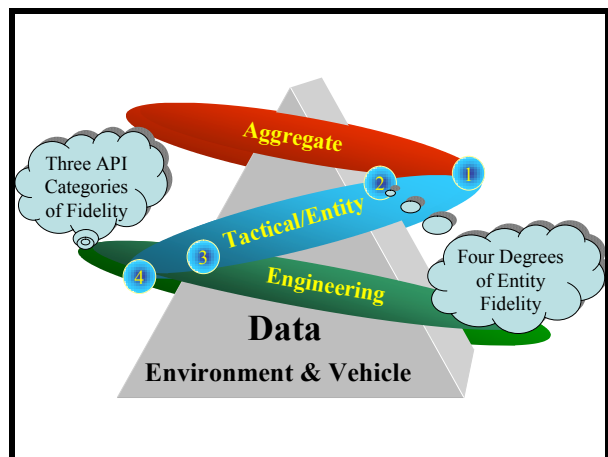 Aggregate
Three API
Categories
of Fidelity
1
2
Tactical/Entity
3
4
Engineering
Four Degrees
of Entity
Fidelity
Data
Environment & Vehicle